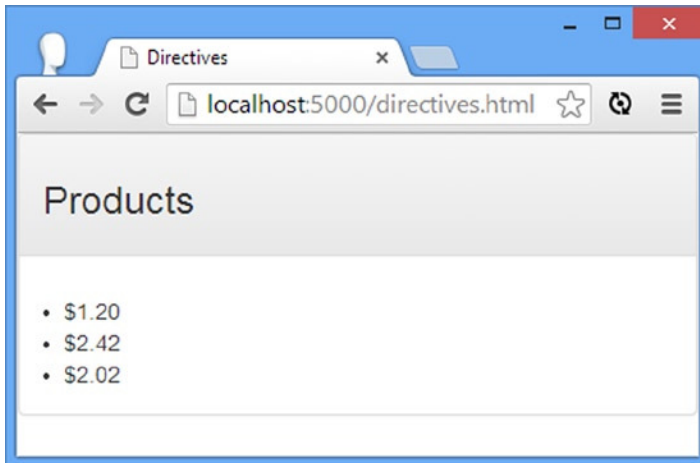 Directives
localhost:5000/directives.html
Products
• $1.20
• $2.42
• $2.02